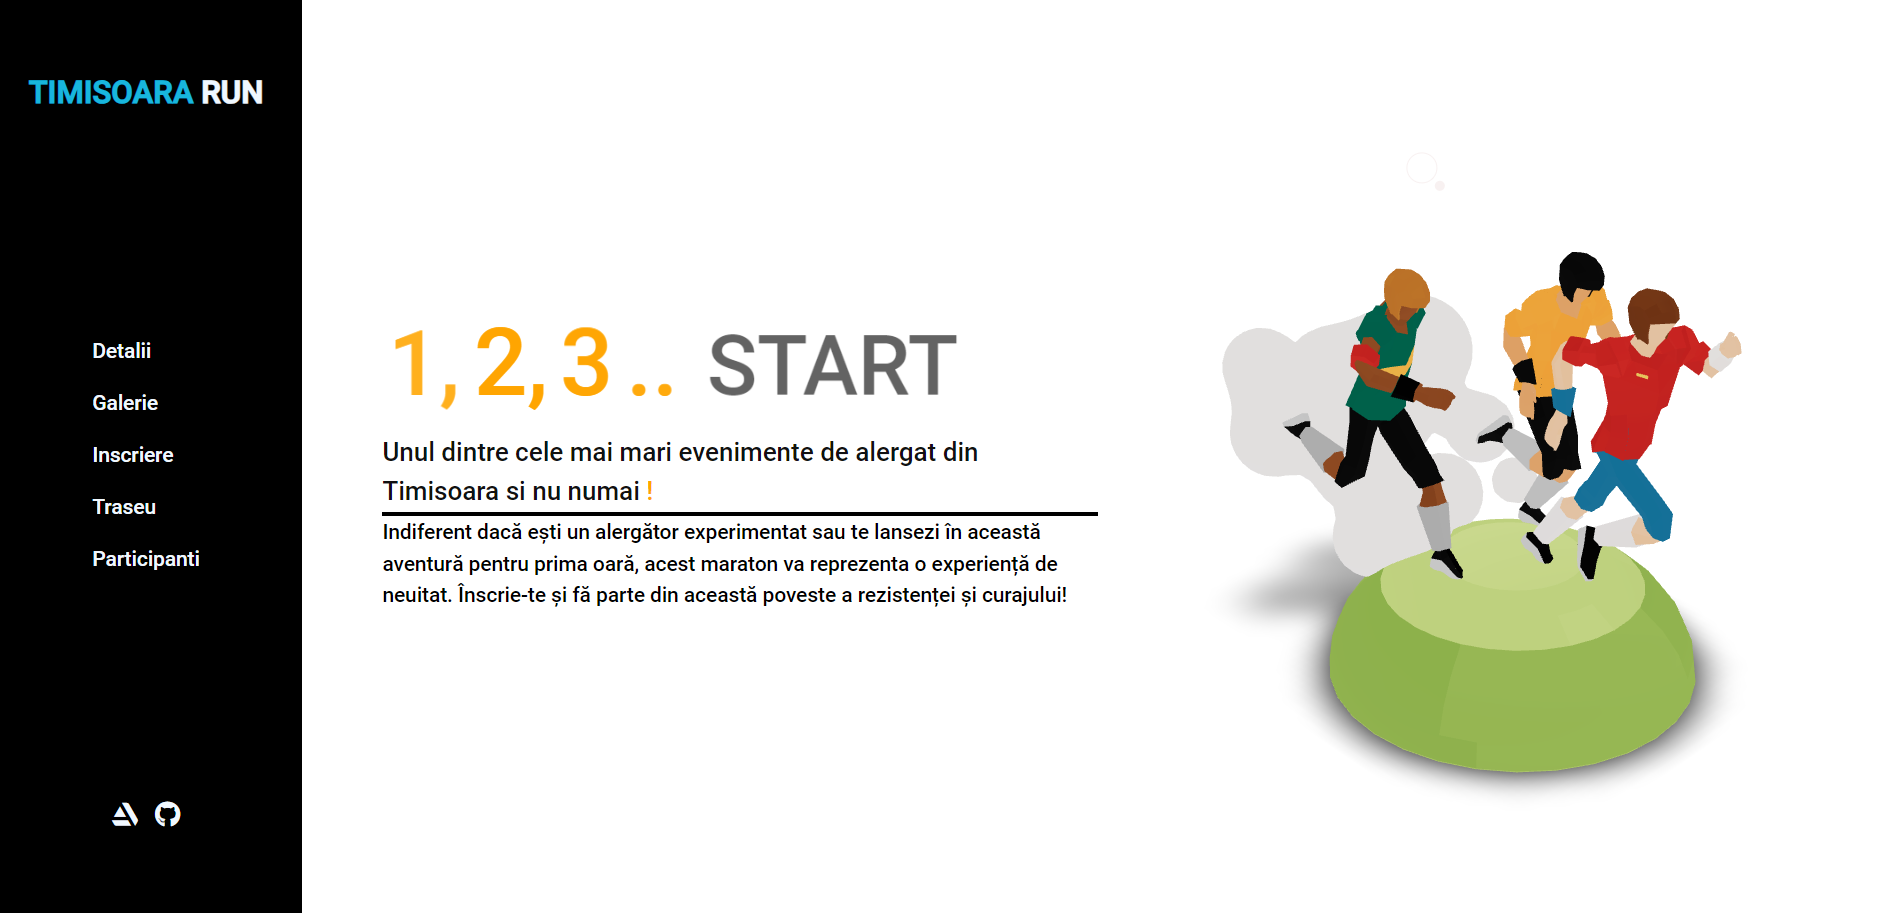 TIMISOARA RUN
Detalii
Galerie
Inscriere
Traseu
Participanti
1, 2, 3 .. START
Unul dintre cele mai mari evenimente de alergat din
Timisoara si nu numai !
Indiferent dacă ești un alergător experimentat sau te lansezi în această
aventură pentru prima oară, acest maraton va reprezenta o experiență de
neuitat. Înscrie-te și fă parte din această poveste a rezistenței și curajului!